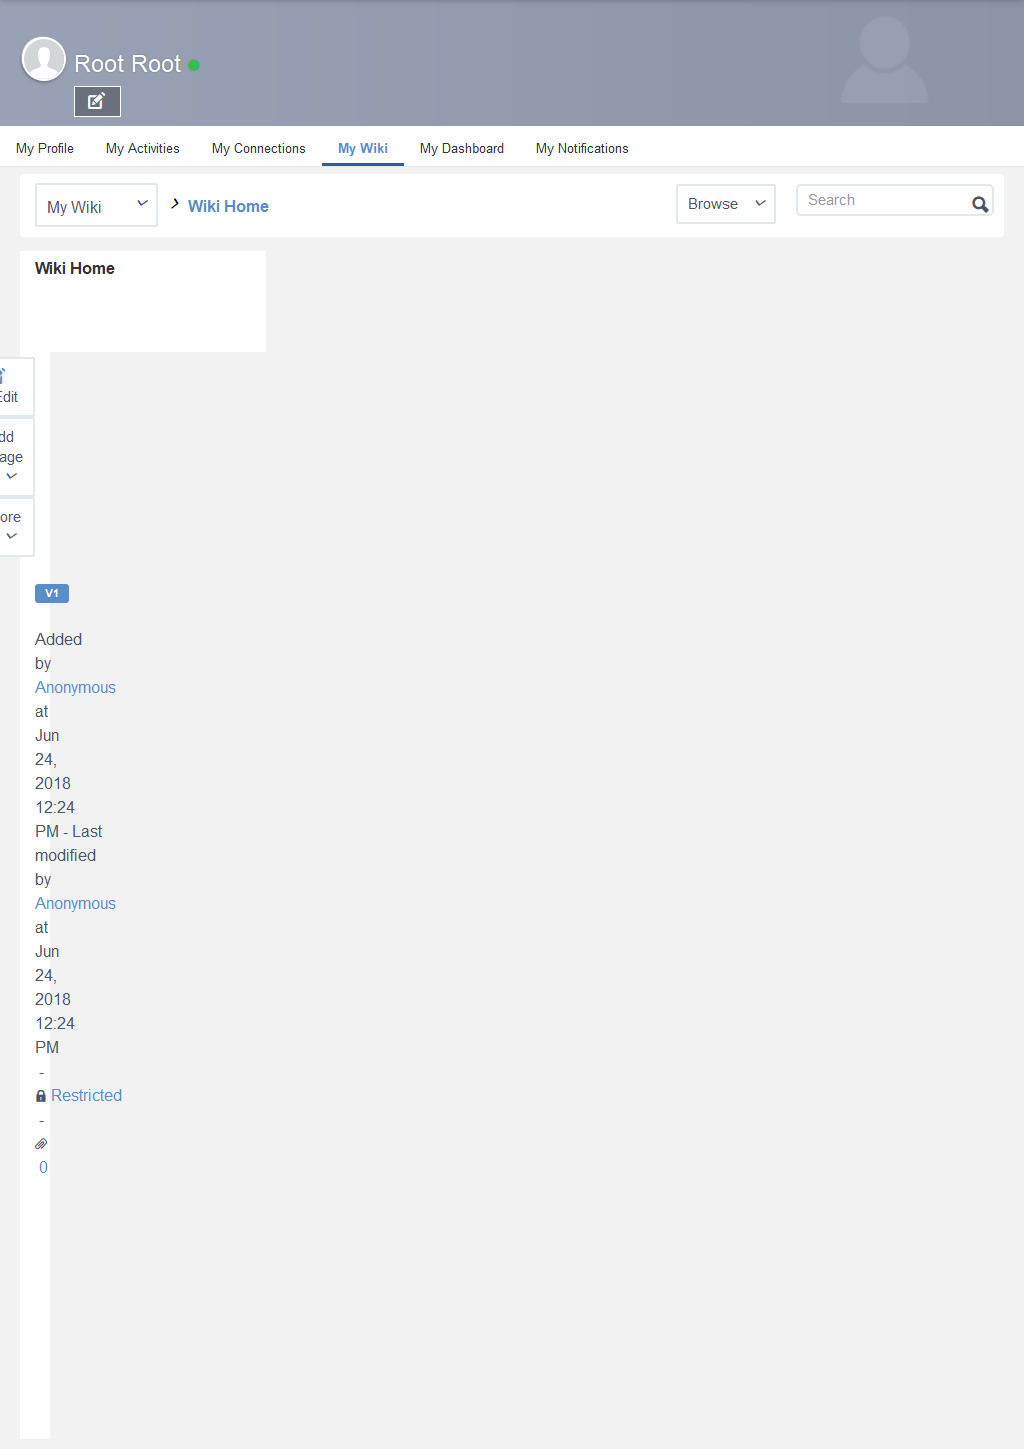 Root Root
My Profile My Activities My Connections My Wiki My Dashboard My Notifications
My Wiki Wiki Home Browse Search
Wiki Home
Edit
dd
age
ore
V1
Added
by
Anonymous
at
Jun
24,
2018
12:24
PM - Last
modified
by
Anonymous
at
Jun
24,
2018
12:24
PM
-
Restricted
-
0